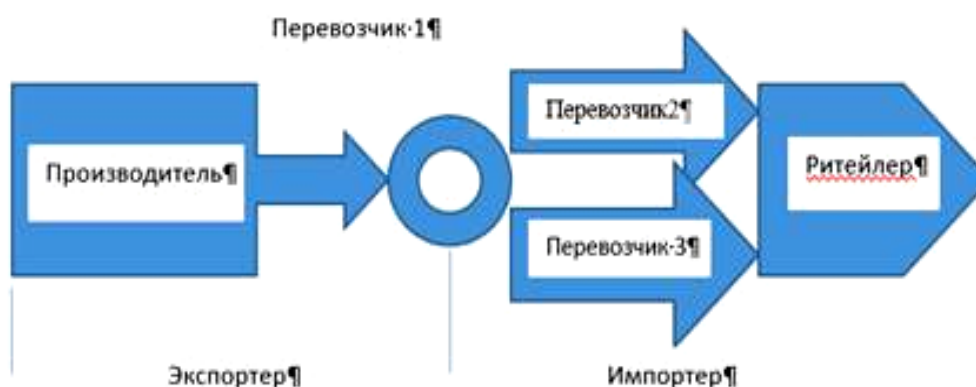 Перевозчик·1¶
Производитель¶
Перевозчик2¶
Перевозчик·3¶
Ритейлер¶
Экспортер¶
Импортер¶